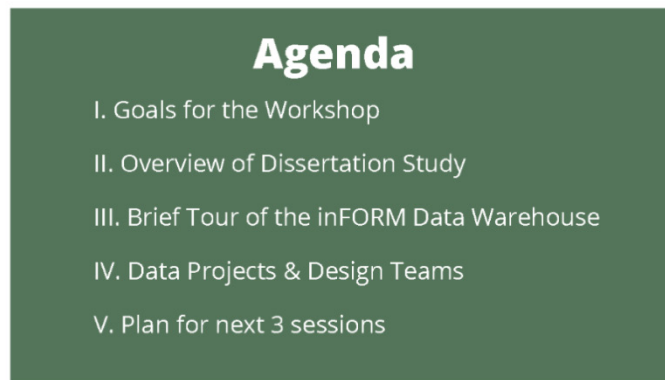 Agenda
I. Goals for the Workshop
II. Overview of Dissertation Study
III. Brief Tour of the inFORM Data Warehouse
IV. Data Projects & Design Teams
V. Plan for next 3 sessions